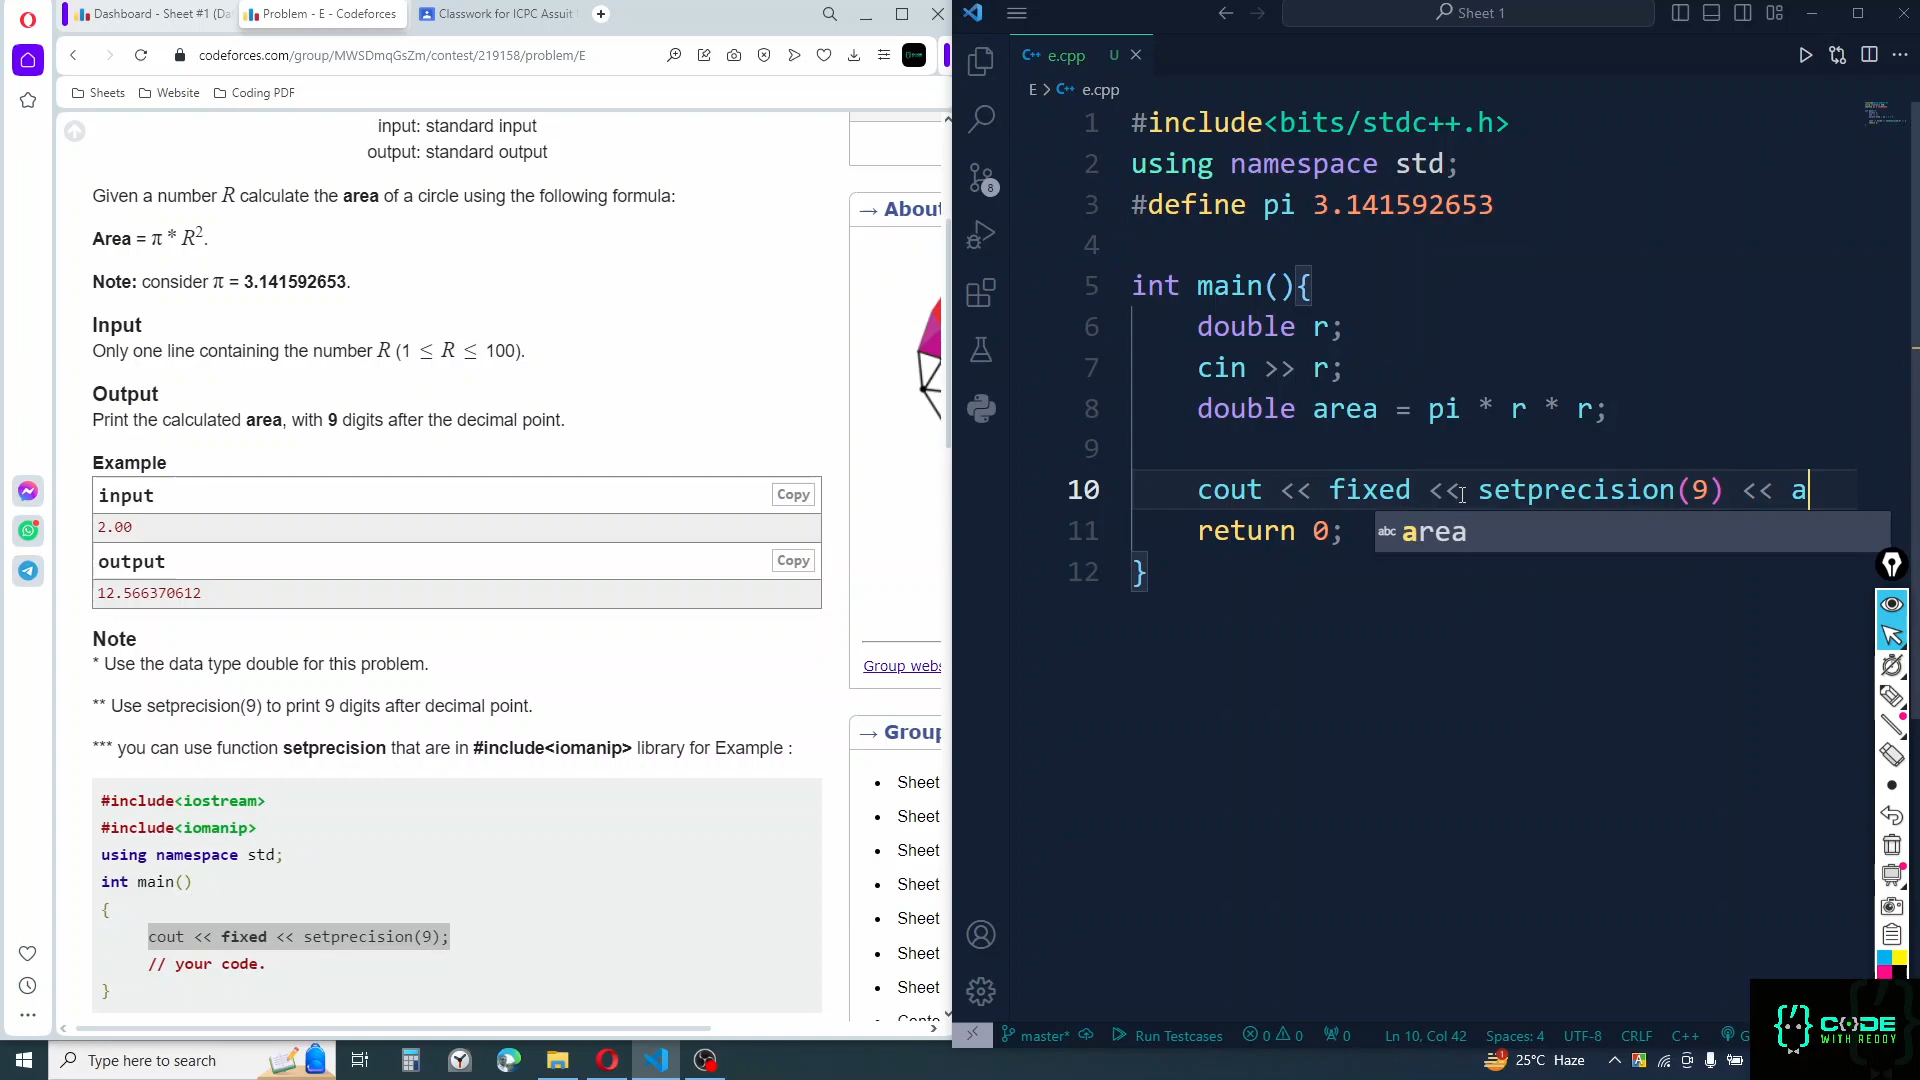 Dashboard - Sheet #1 (Da
Problem - E - Codeforces
Classwork for ICPC Assuit
codeforces.com/group/MWSDmqGsZm/contest/219158/problem/E
Sheets
Website
Coding PDF
input: standard input
output: standard output
Given a number R calculate the area of a circle using the following formula:
Area = π * R².
Note: consider π = 3.141592653.
Input
Only one line containing the number R (1 ≤ R ≤ 100).
Output
Print the calculated area, with 9 digits after the decimal point.
Example
input
Copy
2.00
output
Copy
12.566370612
Note
* Use the data type double for this problem.
** Use setprecision(9) to print 9 digits after decimal point.
*** you can use function setprecision that are in #include<iomanip> library for Example :
#include<iostream>
#include<iomanip>
using namespace std;
int main()
{
cout << fixed << setprecision(9);
// your code.
}
→ About
Group webs
→ Group
Sheet
Sheet
Sheet
Sheet
Sheet
Sheet
Sheet
Type here to search
Sheet 1
e.cpp U
E > e.cpp
1 #include<bits/stdc++.h>
2 using namespace std;
3 #define pi 3.141592653
4
5 int main(){
6 double r;
7 cin >> r;
8 double area = pi * r * r;
9
10 cout << fixed << setprecision(9) << a
abc area
11 return 0;
12 }
8
master*
Run Testcases
0
0
0
Ln 10, Col 42
Spaces: 4
UTF-8
CRLF
C++
G
1
25°C Haze
CODE
WITH REDDY